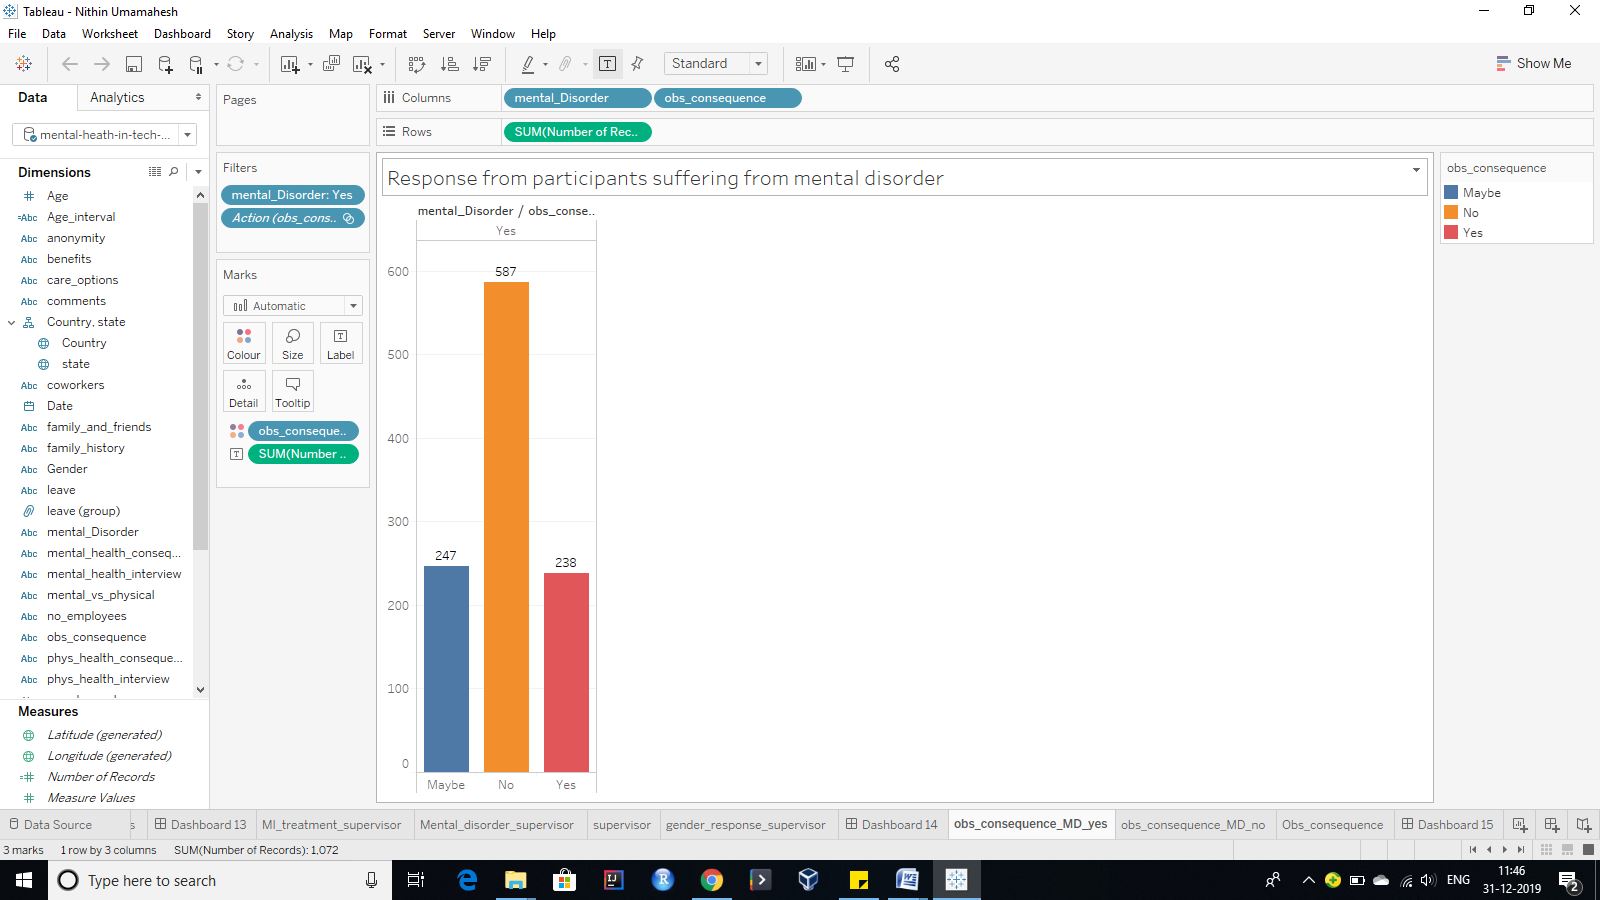 Tableau - Nithin Umamahesh
File Data Worksheet Dashboard Story Analysis Map Format Server Window Help
Standard
Show Me
Data Analytics
mental-heath-in-tech-...
Dimensions
Age
Age_interval
anonymity
benefits
care_options
comments
Country, state
Country
state
coworkers
Date
family_and_friends
family_history
Gender
leave
leave (group)
mental_Disorder
mental_health_conseq...
mental_health_interview
mental_vs_physical
no_employees
obs_consequence
phys_health_conseque...
phys_health_interview
Measures
Latitude (generated)
Longitude (generated)
Number of Records
Measure Values
Pages
Filters
mental_Disorder: Yes
Action (obs_cons..
Marks
Automatic
Colour Size Label
Detail Tooltip
obs_conseque..
SUM(Number ..
Columns mental_Disorder obs_consequence
Rows SUM(Number of Rec..
Response from participants suffering from mental disorder
mental_Disorder / obs_conse..
Yes
600
500
400
300
200
100
0
587
247
238
Maybe No Yes
obs_consequence
Maybe
No
Yes
Data Source s Dashboard 13 MI_treatment_supervisor Mental_disorder_supervisor supervisor gender_response_supervisor Dashboard 14 obs_consequence_MD_yes obs_consequence_MD_no Obs_consequence Dashboard 15
3 marks 1 row by 3 columns SUM(Number of Records): 1,072
Type here to search
ENG
11:46
31-12-2019
2